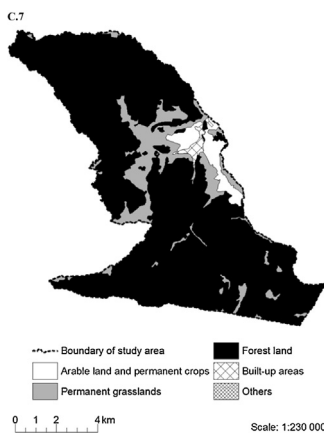 C.7
Boundary of study area
Forest land
Arable land and permanent crops
Built-up areas
Permanent grasslands
Others
0 1 2 4 km
Scale: 1:230 000